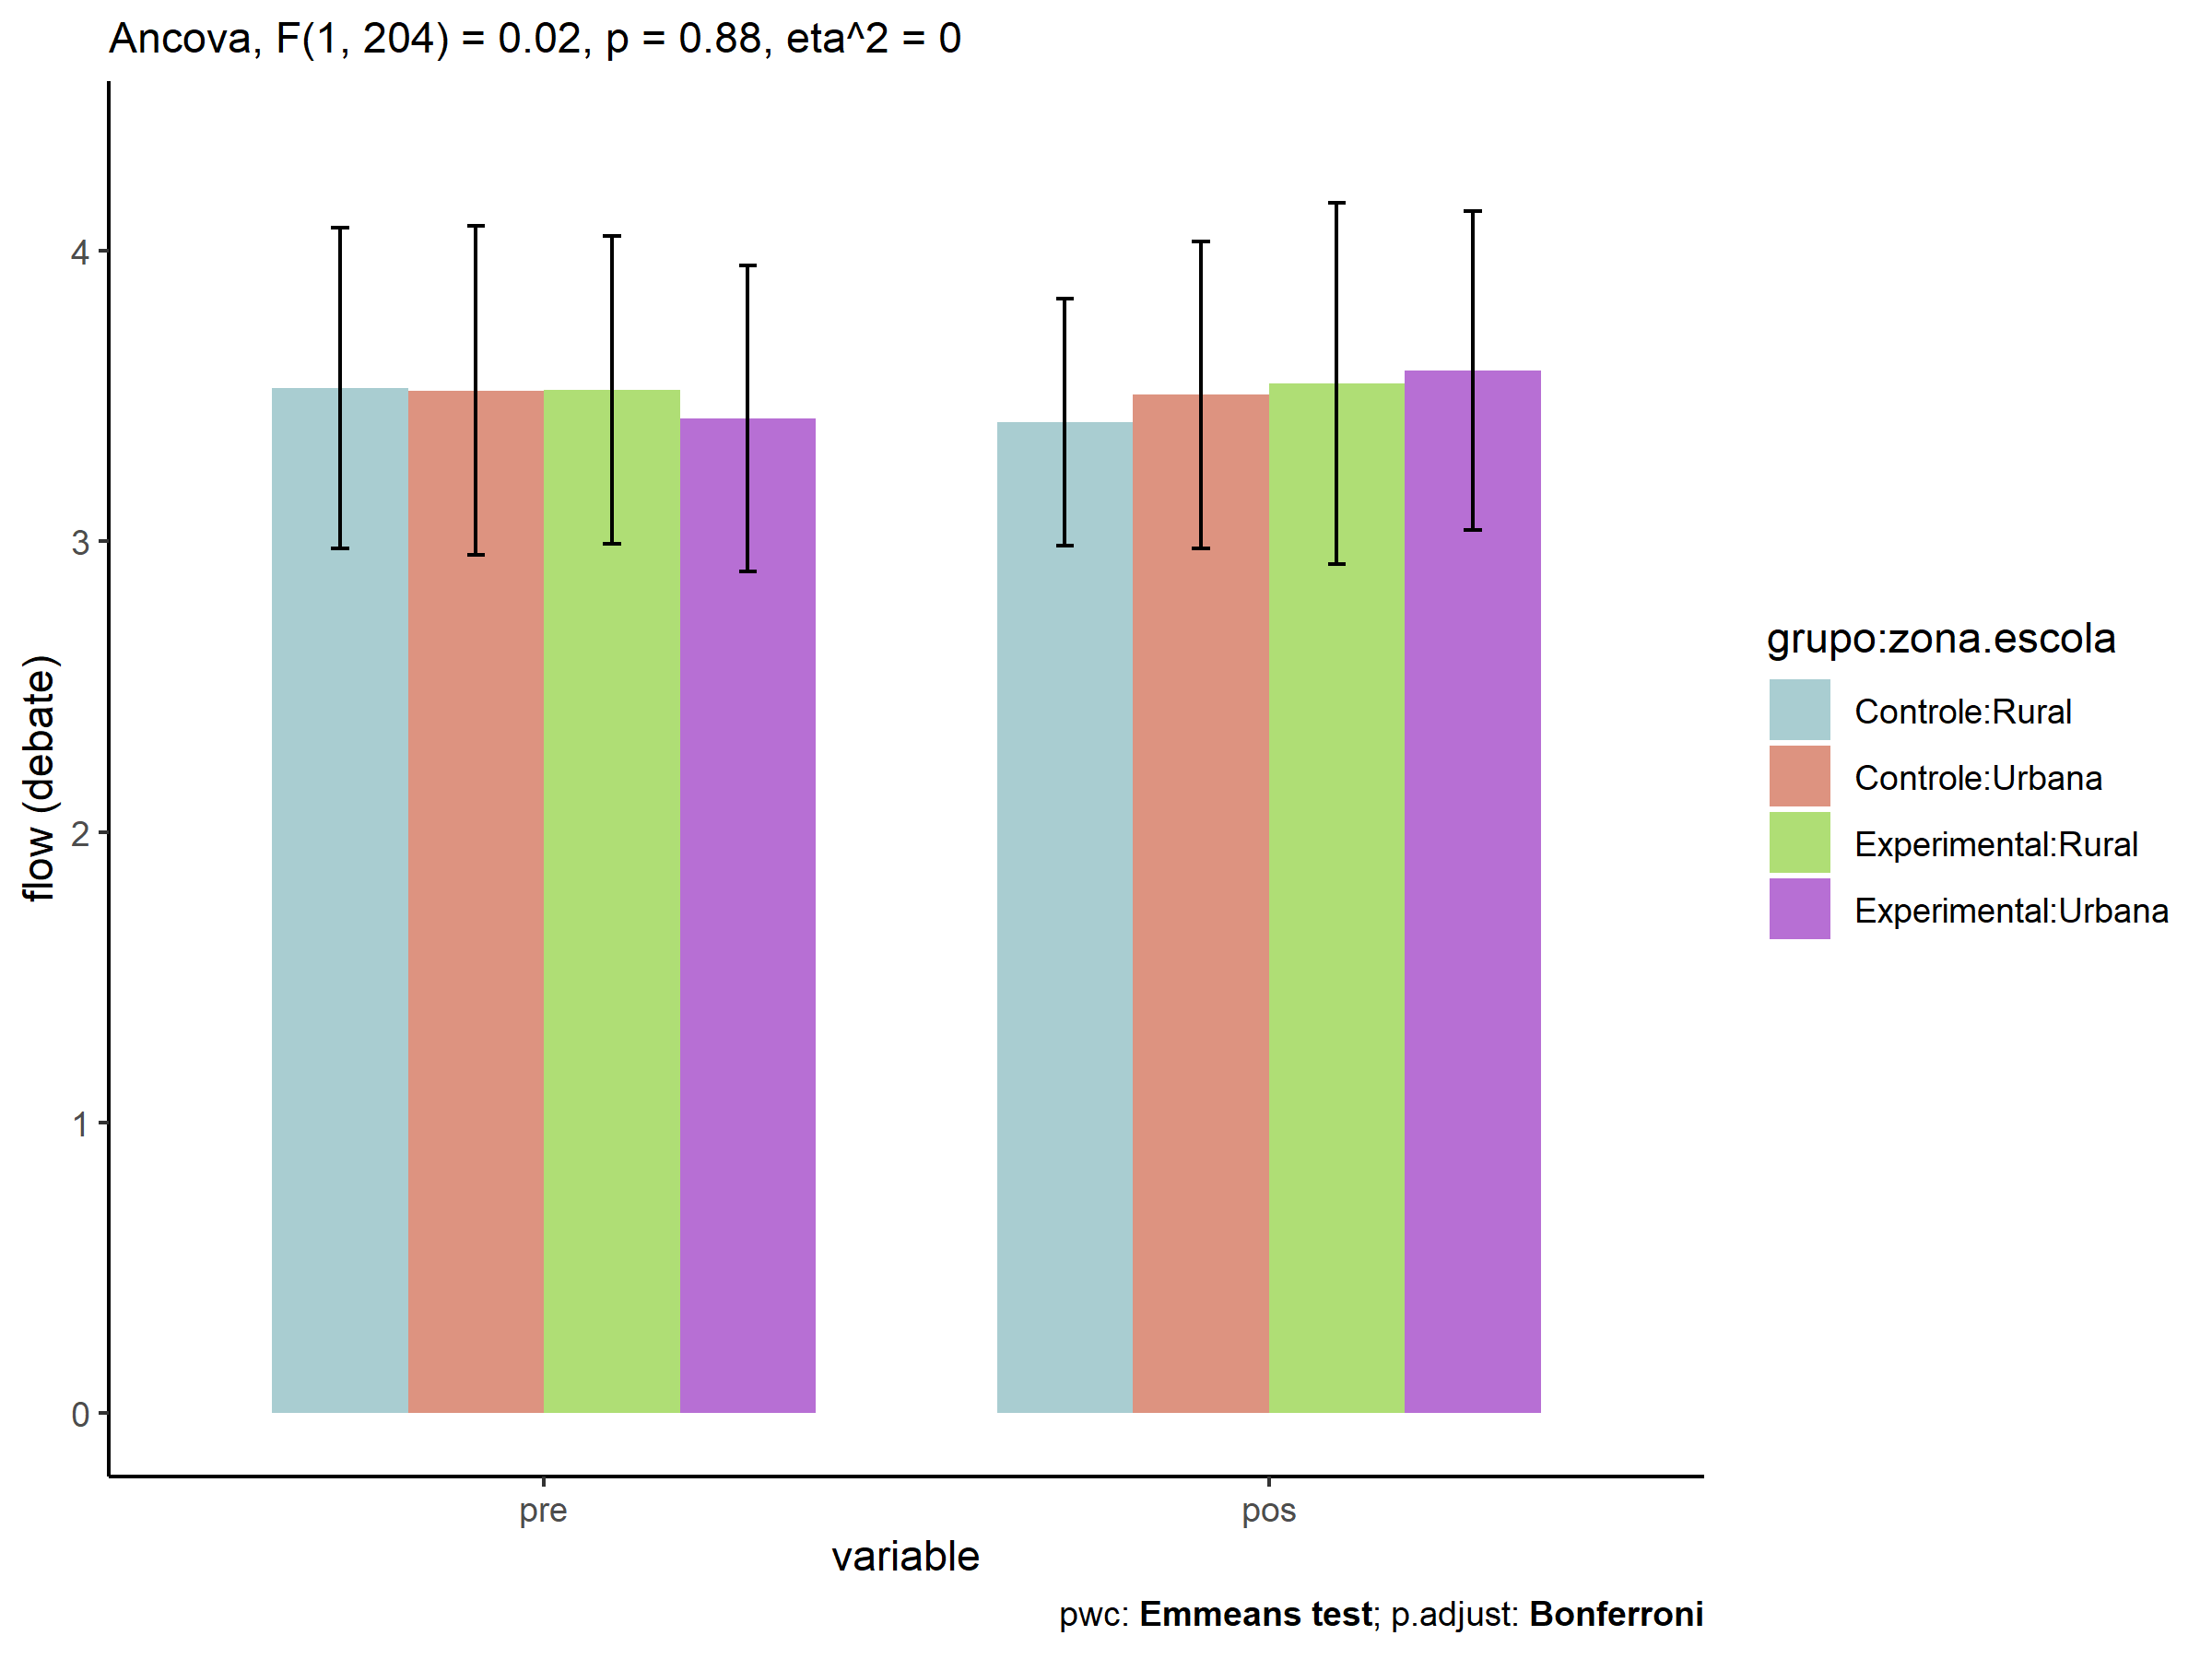 Ancova, F(1, 204) = 0.02, p = 0.88, eta^2 = 0
flow (debate)
4
3
2
1
0
pre
pos
variable
grupo:zona.escola
Controle:Rural
Controle:Urbana
Experimental:Rural
Experimental:Urbana
pwc: Emmeans test; p.adjust: Bonferroni